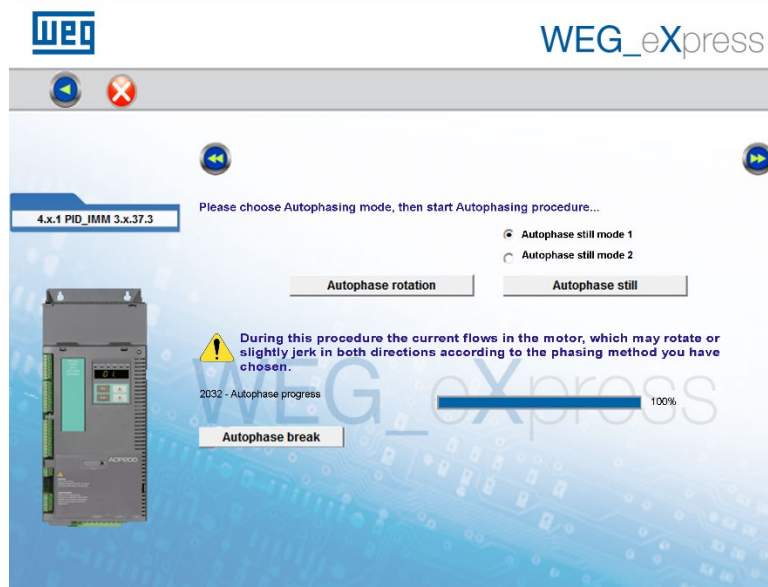 weg
WEG_eXpress
4.x.1 PID_IMM 3.x.37.3
Please choose Autophasing mode, then start Autophasing procedure...
Autophase still mode 1
Autophase still mode 2
Autophase rotation
Autophase still
During this procedure the current flows in the motor, which may rotate or
slightly jerk in both directions according to the phasing method you have
chosen.
WEG_eXpress
2032 - Autophase progress
100%
Autophase break
ADP200